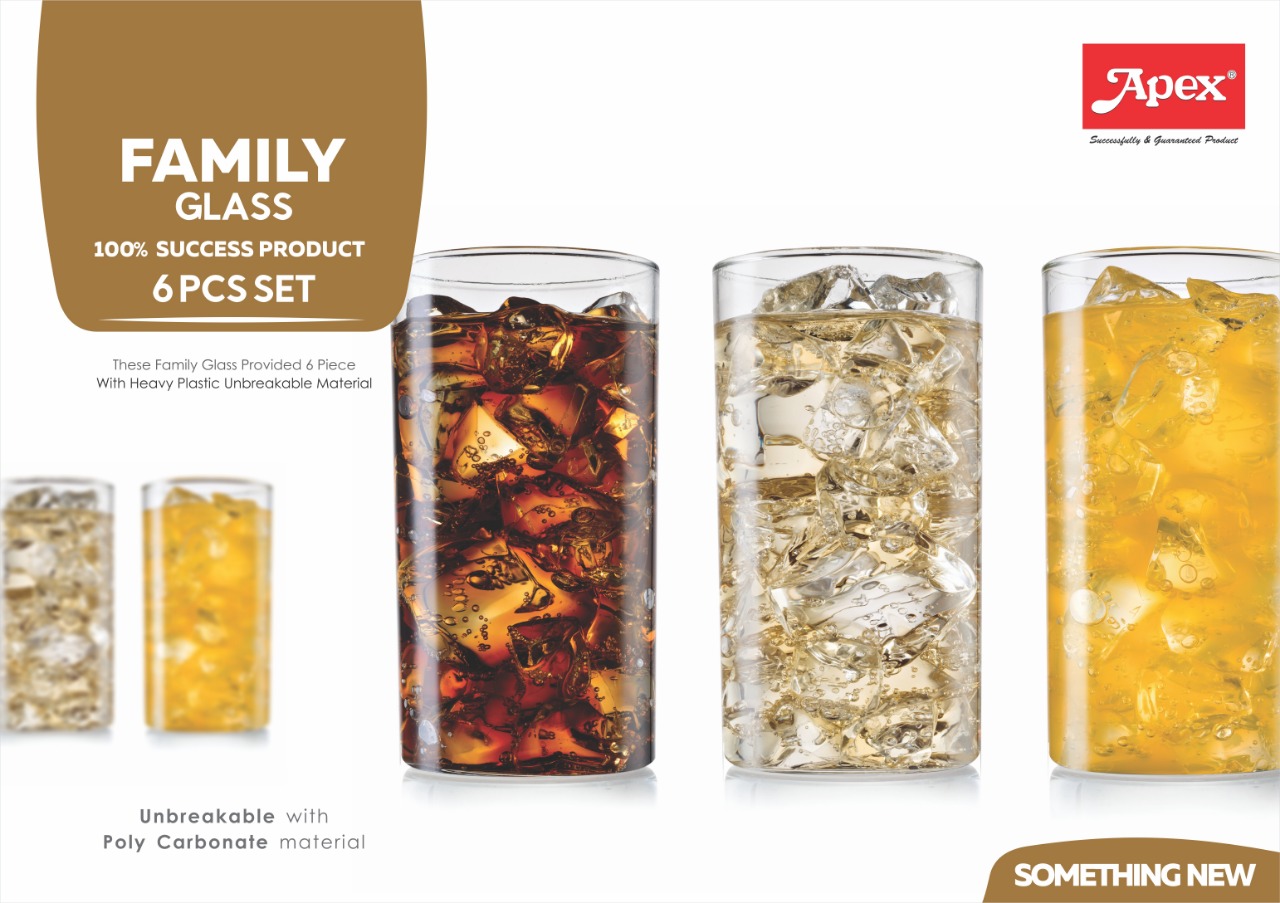 FAMILY
GLASS
100% SUCCESS PRODUCT
6 PCS SET
These Family Glass Provided 6 Piece
With Heavy Plastic Unbreakable Material
Apex®
Successfully & Guaranteed Product
Unbreakable with
Poly Carbonate material
SOMETHING NEW